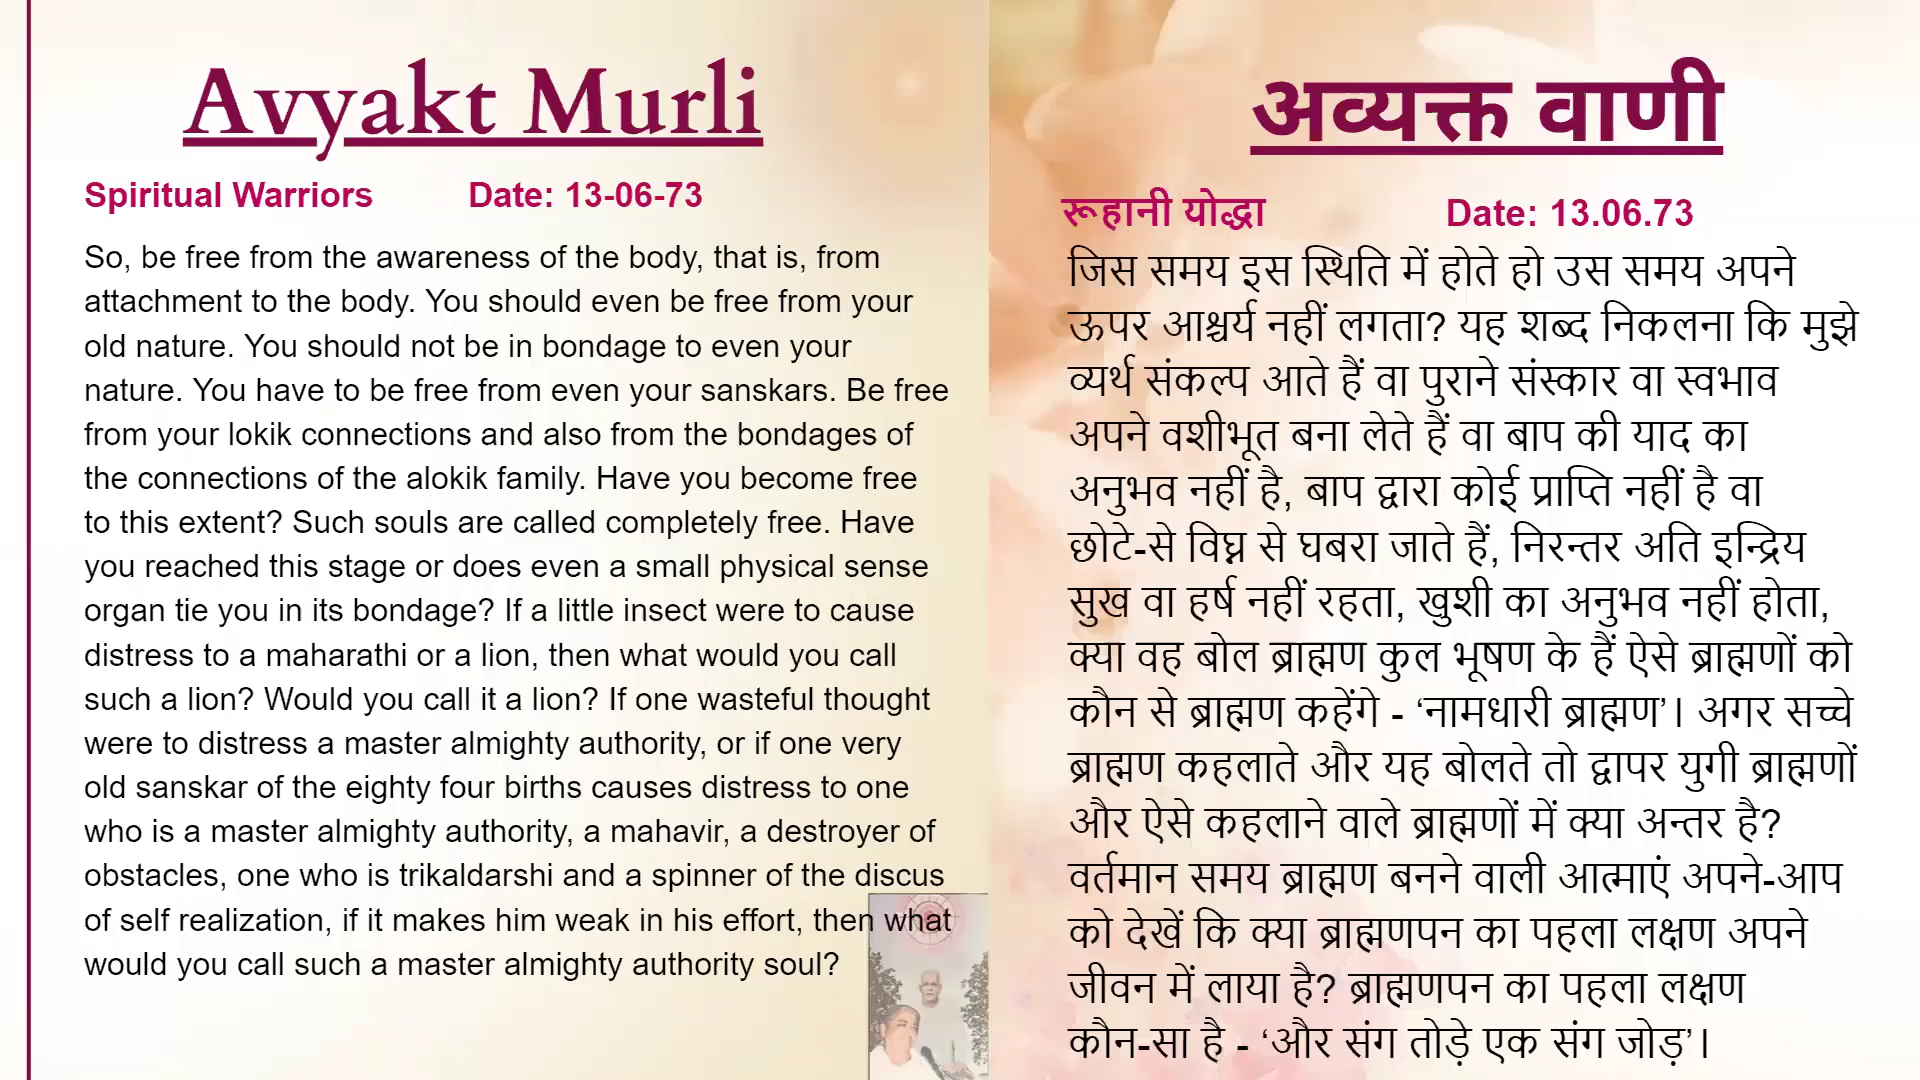 Avyakt Murli
Spiritual Warriors Date: 13-06-73
So, be free from the awareness of the body, that is, from
attachment to the body. You should even be free from your
old nature. You should not be in bondage to even your
nature. You have to be free from even your sanskars. Be free
from your lokik connections and also from the bondages of
the connections of the alokik family. Have you become free
to this extent? Such souls are called completely free. Have
you reached this stage or does even a small physical sense
organ tie you in its bondage? If a little insect were to cause
distress to a maharathi or a lion, then what would you call
such a lion? Would you call it a lion? If one wasteful thought
were to distress a master almighty authority, or if one very
old sanskar of the eighty four births causes distress to one
who is a master almighty authority, a mahavir, a destroyer of
obstacles, one who is trikaldarshi and a spinner of the discus
of self realization, if it makes him weak in his effort, then what
would you call such a master almighty authority soul?
अव्यक्त वाणी
रूहानी योद्धा Date: 13.06.73
जिस समय इस स्थिति में होते हो उस समय अपने
ऊपर आश्चर्य नहीं लगता? यह शब्द निकलना कि मुझे
व्यर्थ संकल्प आते हैं वा पुराने संस्कार वा स्वभाव
अपने वशीभूत बना लेते हैं वा बाप की याद का
अनुभव नहीं है, बाप द्वारा कोई प्राप्ति नहीं है वा
छोटे-से विघ्न से घबरा जाते हैं, निरन्तर अति इन्द्रिय
सुख वा हर्ष नहीं रहता, खुशी का अनुभव नहीं होता,
क्या वह बोल ब्राह्मण कुल भूषण के हैं ऐसे ब्राह्मणों को
कौन से ब्राह्मण कहेंगे - ‘नामधारी ब्राह्मण’। अगर सच्चे
ब्राह्मण कहलाते और यह बोलते तो द्वापर युगी ब्राह्मणों
और ऐसे कहलाने वाले ब्राह्मणों में क्या अन्तर है?
वर्तमान समय ब्राह्मण बनने वाली आत्माएं अपने-आप
को देखें कि क्या ब्राह्मणपन का पहला लक्षण अपने
जीवन में लाया है? ब्राह्मणपन का पहला लक्षण
कौन-सा है - ‘और संग तोड़े एक संग जोड़’।